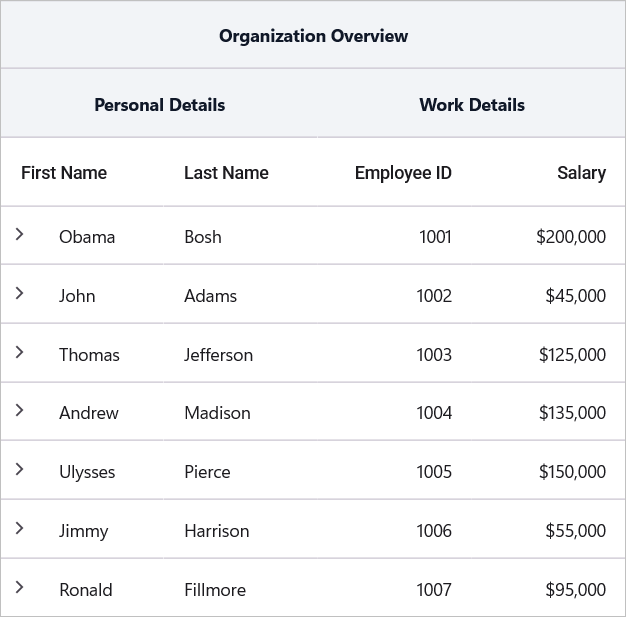 Organization Overview
Personal Details Work Details
First Name Last Name Employee ID Salary
Obama Bosh 1001 $200,000
John Adams 1002 $45,000
Thomas Jefferson 1003 $125,000
Andrew Madison 1004 $135,000
Ulysses Pierce 1005 $150,000
Jimmy Harrison 1006 $55,000
Ronald Fillmore 1007 $95,000